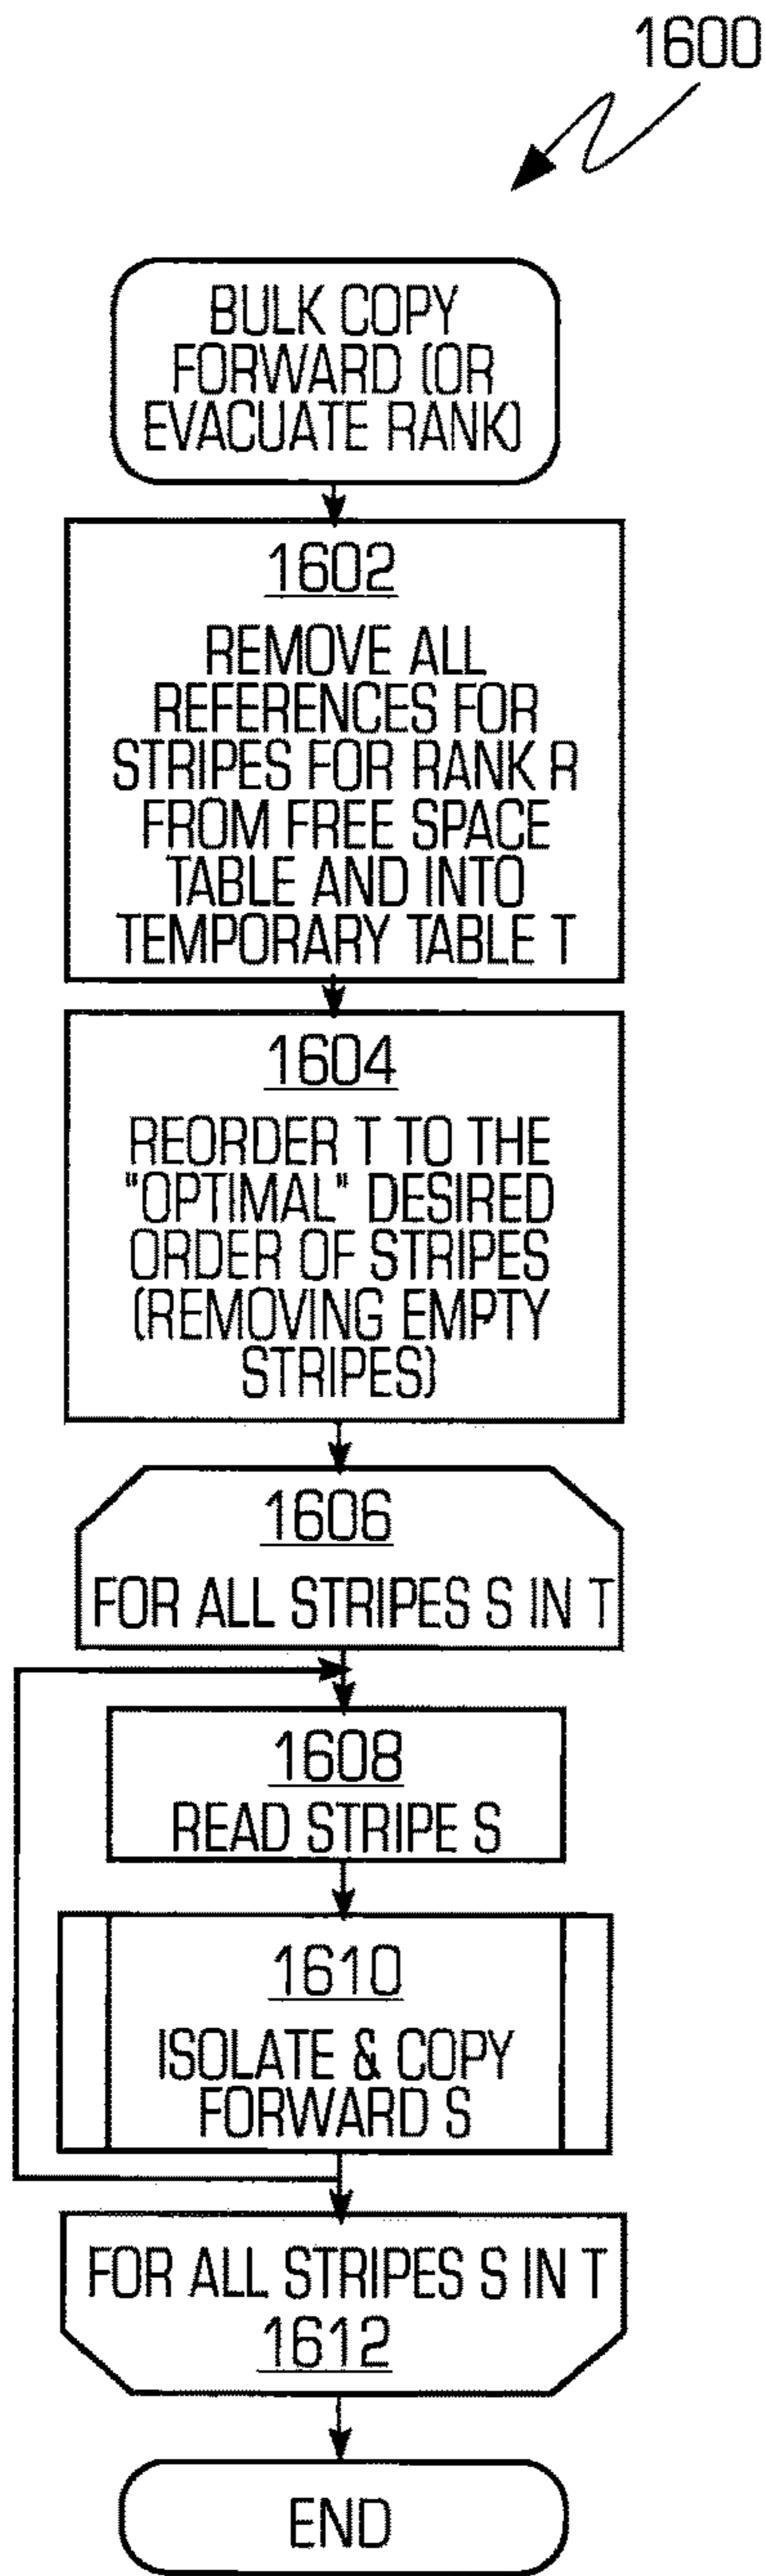 1600
BULK COPY
FORWARD (OR
EVACUATE RANK)
1602
REMOVE ALL
REFERENCES FOR
STRIPES FOR RANK R
FROM FREE SPACE
TABLE AND INTO
TEMPORARY TABLE T
1604
REORDER T TO THE
"OPTIMAL" DESIRED
ORDER OF STRIPES
(REMOVING EMPTY
STRIPES)
1606
FOR ALL STRIPES S IN T
1608
READ STRIPE S
1610
ISOLATE & COPY
FORWARD S
FOR ALL STRIPES S IN T
1612
END